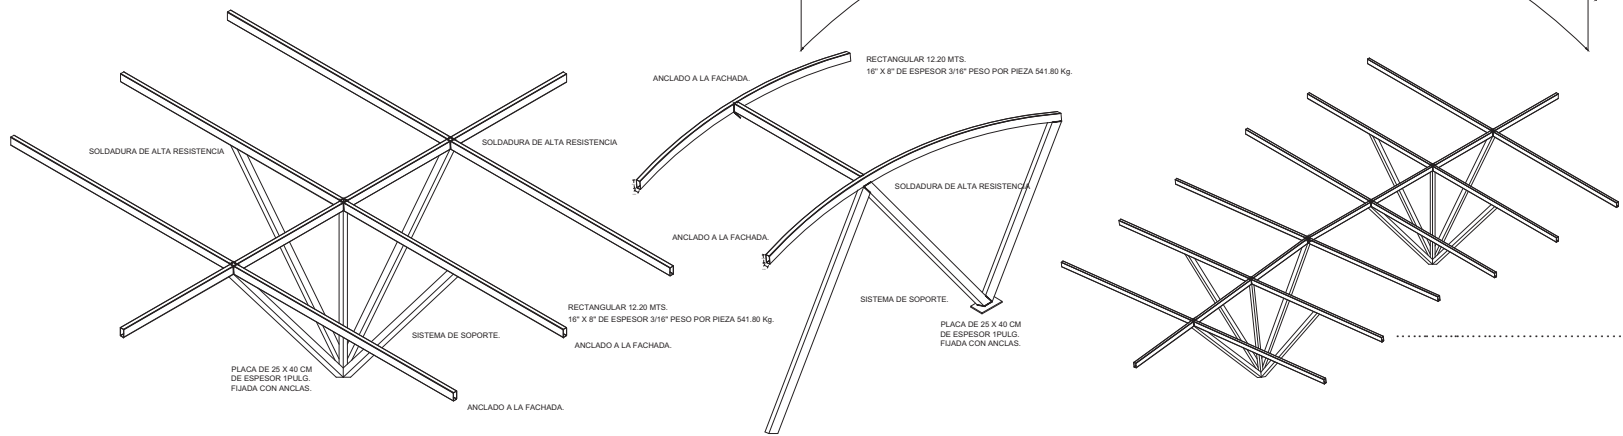 SOLDADURA DE ALTA RESISTENCIA
SOLDADURA DE ALTA RESISTENCIA
RECTANGULAR 12.20 MTS.
16" X 8" DE ESPESOR 3/16" PESO POR PIEZA 541.80 Kg.
SISTEMA DE SOPORTE.
ANCLADO A LA FACHADA.
PLACA DE 25 X 40 CM
DE ESPESOR 1PULG.
FIJADA CON ANCLAS.
ANCLADO A LA FACHADA.
ANCLADO A LA FACHADA.
RECTANGULAR 12.20 MTS.
16" X 8" DE ESPESOR 3/16" PESO POR PIEZA 541.80 Kg.
SOLDADURA DE ALTA RESISTENCIA
ANCLADO A LA FACHADA.
SISTEMA DE SOPORTE.
PLACA DE 25 X 40 CM
DE ESPESOR 1PULG.
FIJADA CON ANCLAS.